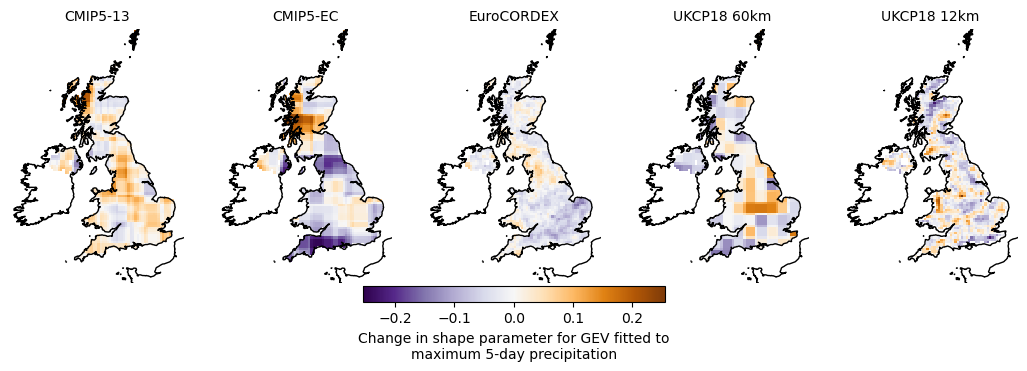 CMIP5-13 CMIP5-EC EuroCORDEX UKCP18 60km UKCP18 12km
−0.2 −0.1 0.0 0.1 0.2
Change in shape parameter for GEV fitted to
maximum 5-day precipitation